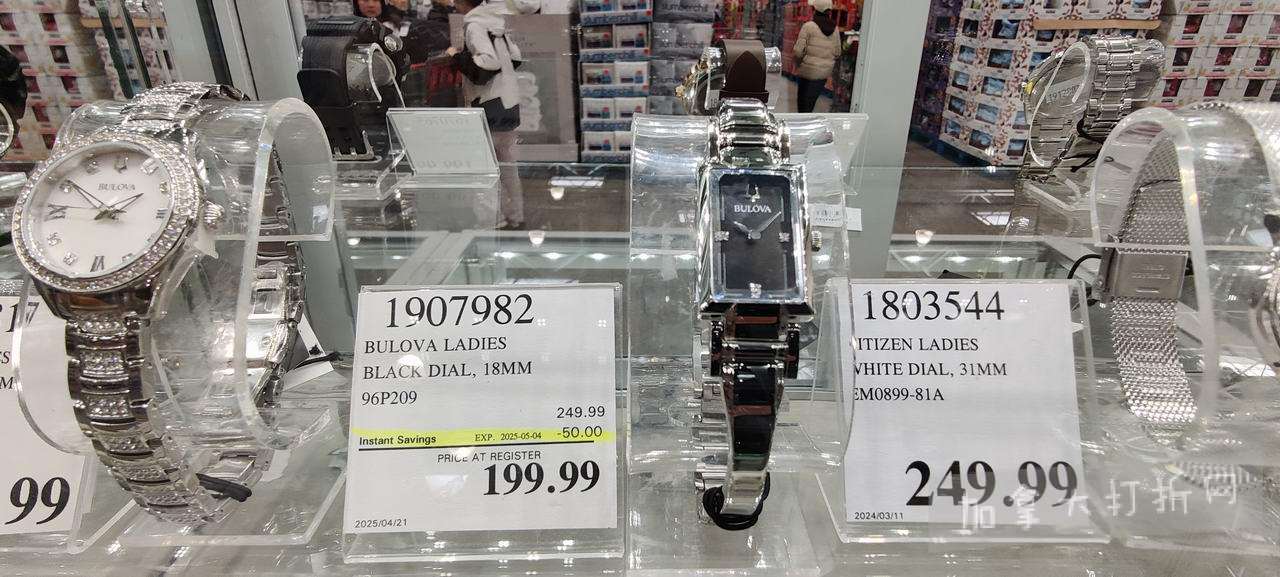 BULOVA
99
1907982
BULOVA LADIES
BLACK DIAL, 18MM
96P209
249.99
Instant Savings EXP. 2025-05-04 -50.00
PRICE AT REGISTER
199.99
2025/04/21
BULOVA
1803544
ITIZEN LADIES
WHITE DIAL, 31MM
EM0899-81A
249.99
2024/03/11
加拿大打折网